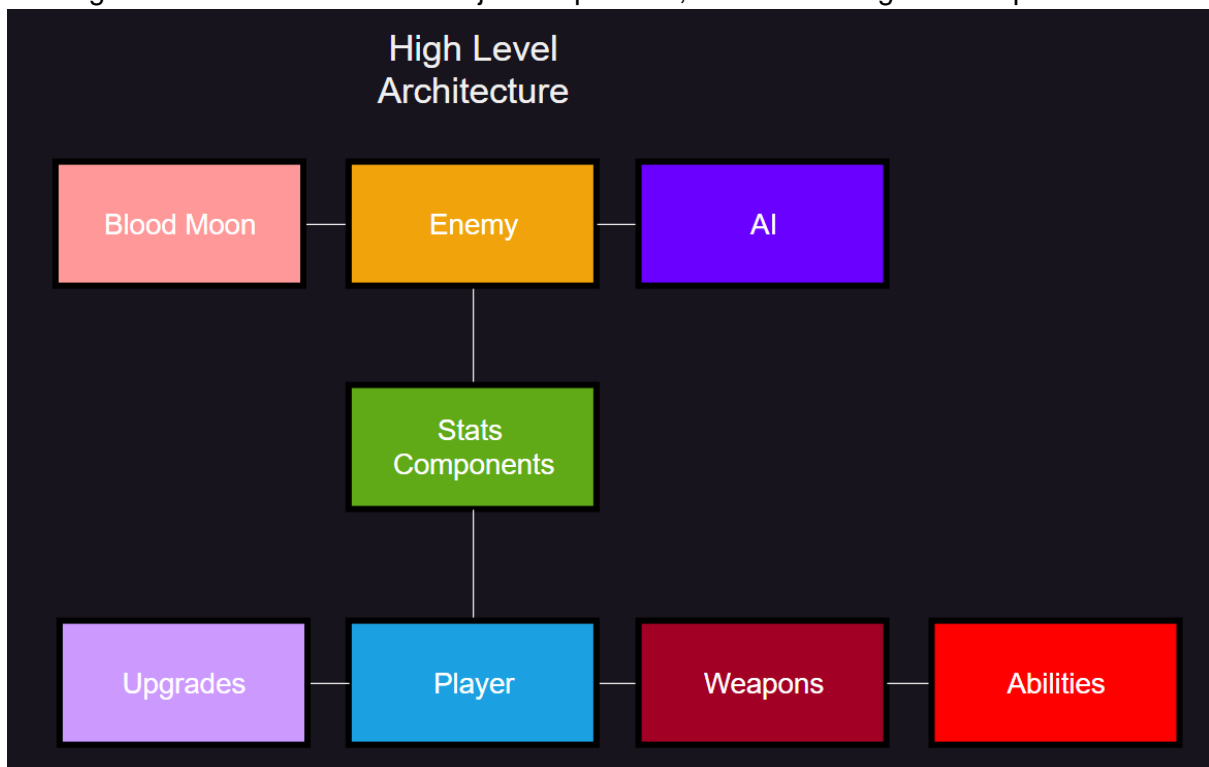 High Level
Architecture
Blood Moon
Enemy
AI
Stats
Components
Upgrades
Player
Weapons
Abilities